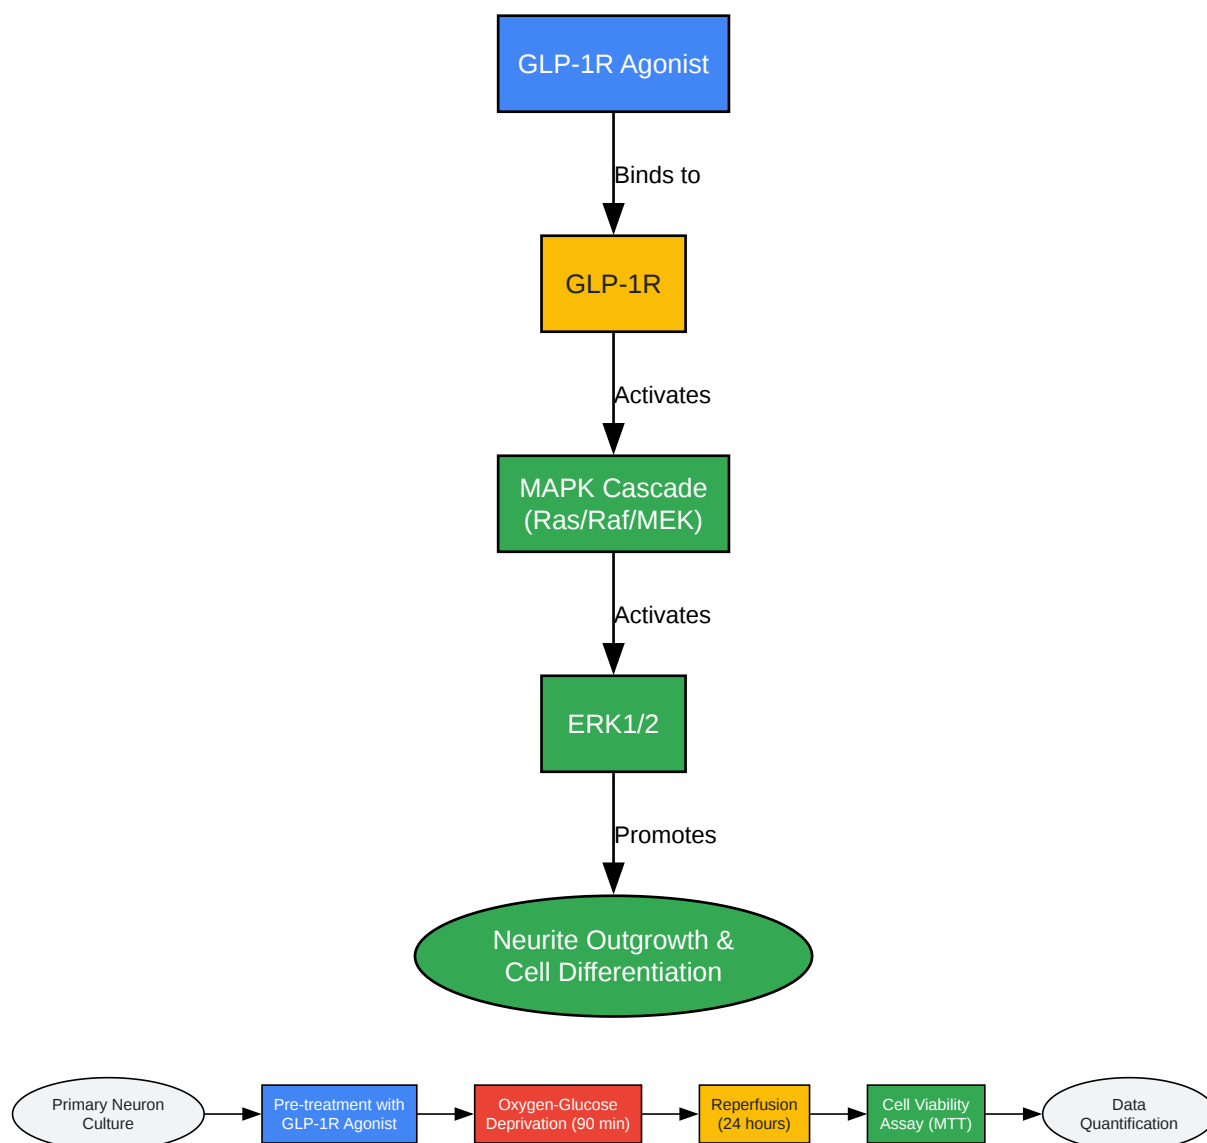 GLP-1R Agonist
Binds to
GLP-1R
Activates
MAPK Cascade
(Ras/Raf/MEK)
Activates
ERK1/2
Promotes
Neurite Outgrowth &
Cell Differentiation
Primary Neuron
Culture
Pre-treatment with
GLP-1R Agonist
Oxygen-Glucose
Deprivation (90 min)
Reperfusion
(24 hours)
Cell Viability
Assay (MTT)
Data
Quantification